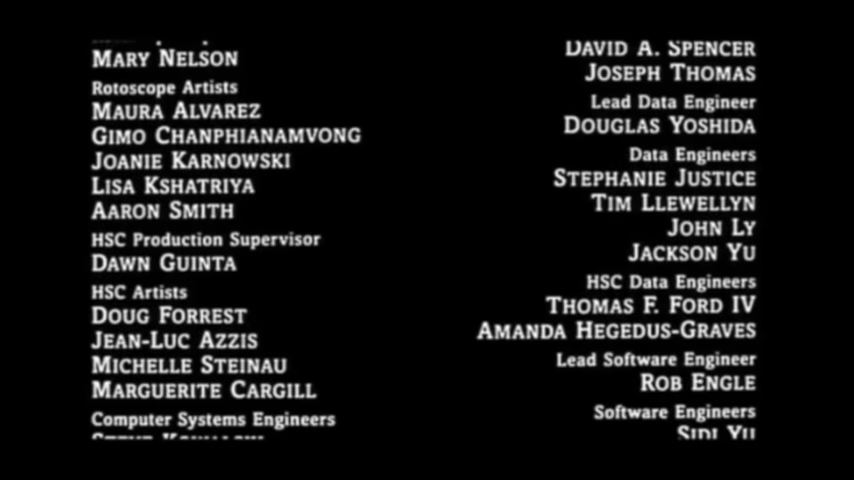 MARY NELSON
Rotoscope Artists
MAURA ALVAREZ
GIMO CHANPHIANAMVONG
JOANIE KARNOWSKI
LISA KSHATRIYA
AARON SMITH
HSC Production Supervisor
DAWN GUINTA
HSC Artists
DOUG FORREST
JEAN-LUC AZZIS
MICHELLE STEINAU
MARGUERITE CARGILL
Computer Systems Engineers
DAVID A. SPENCER
JOSEPH THOMAS
Lead Data Engineer
DOUGLAS YOSHIDA
Data Engineers
STEPHANIE JUSTICE
TIM LLEWELLYN
JOHN LY
JACKSON YU
HSC Data Engineers
THOMAS F. FORD IV
AMANDA HEGEDUS-GRAVES
Lead Software Engineer
ROB ENGLE
Software Engineers
SIDI YU